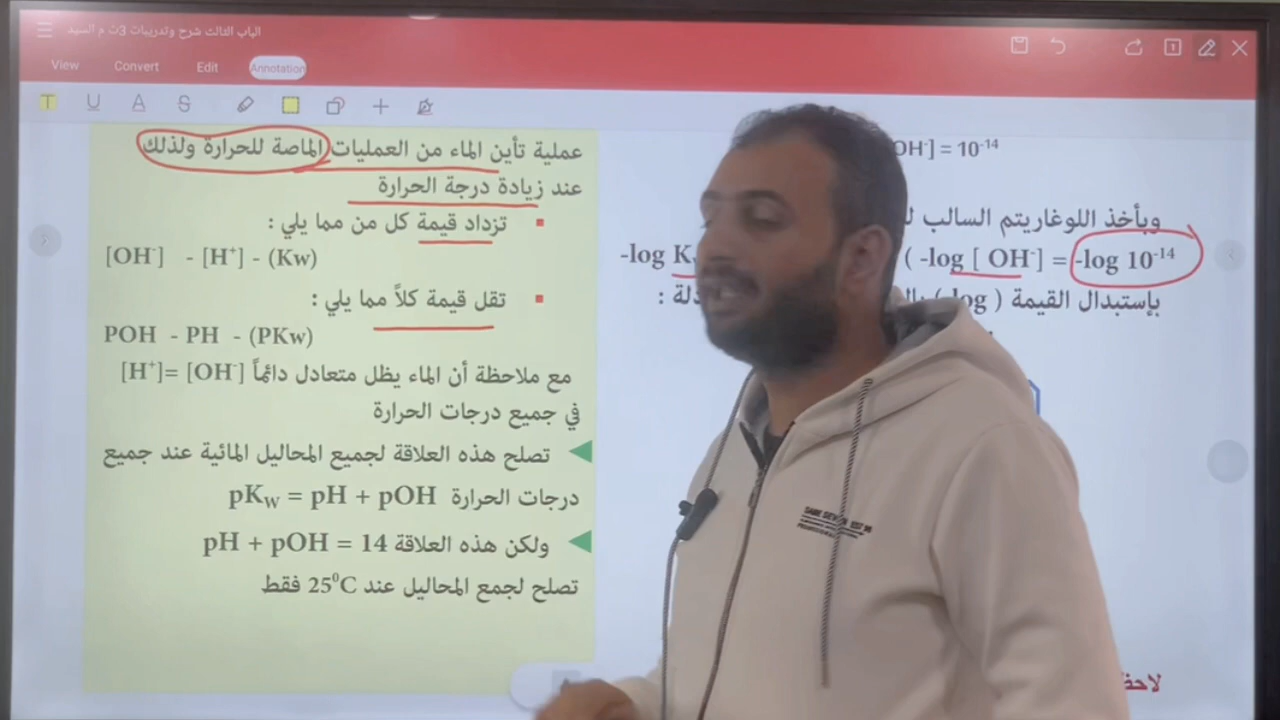 الباب الثالث شرح وتدريبات 3ث م السيد
View Convert Edit Annotation
عملية تأين الماء من العمليات الماصة للحرارة ولذلك
عند زيادة درجة الحرارة
تزداد قيمة كل من مما يلي :
[OH⁻] - [H⁺] - (Kw)
تقل قيمة كلاً مما يلي :
POH - PH - (PKw)
مع ملاحظة أن الماء يظل متعادل دائماً [H⁺]= [OH⁻]
في جميع درجات الحرارة
تصلح هذه العلاقة لجميع المحاليل المائية عند جميع
درجات الحرارة pKw = pH + pOH
ولكن هذه العلاقة pH + pOH = 14
تصلح لجمع المحاليل عند 25⁰C فقط
OH⁻] = 10⁻¹⁴
وبأخذ اللوغاريتم السالب
-log K ( -log [ OH⁻] = -log 10⁻¹⁴
بإستبدال القيمة ( log